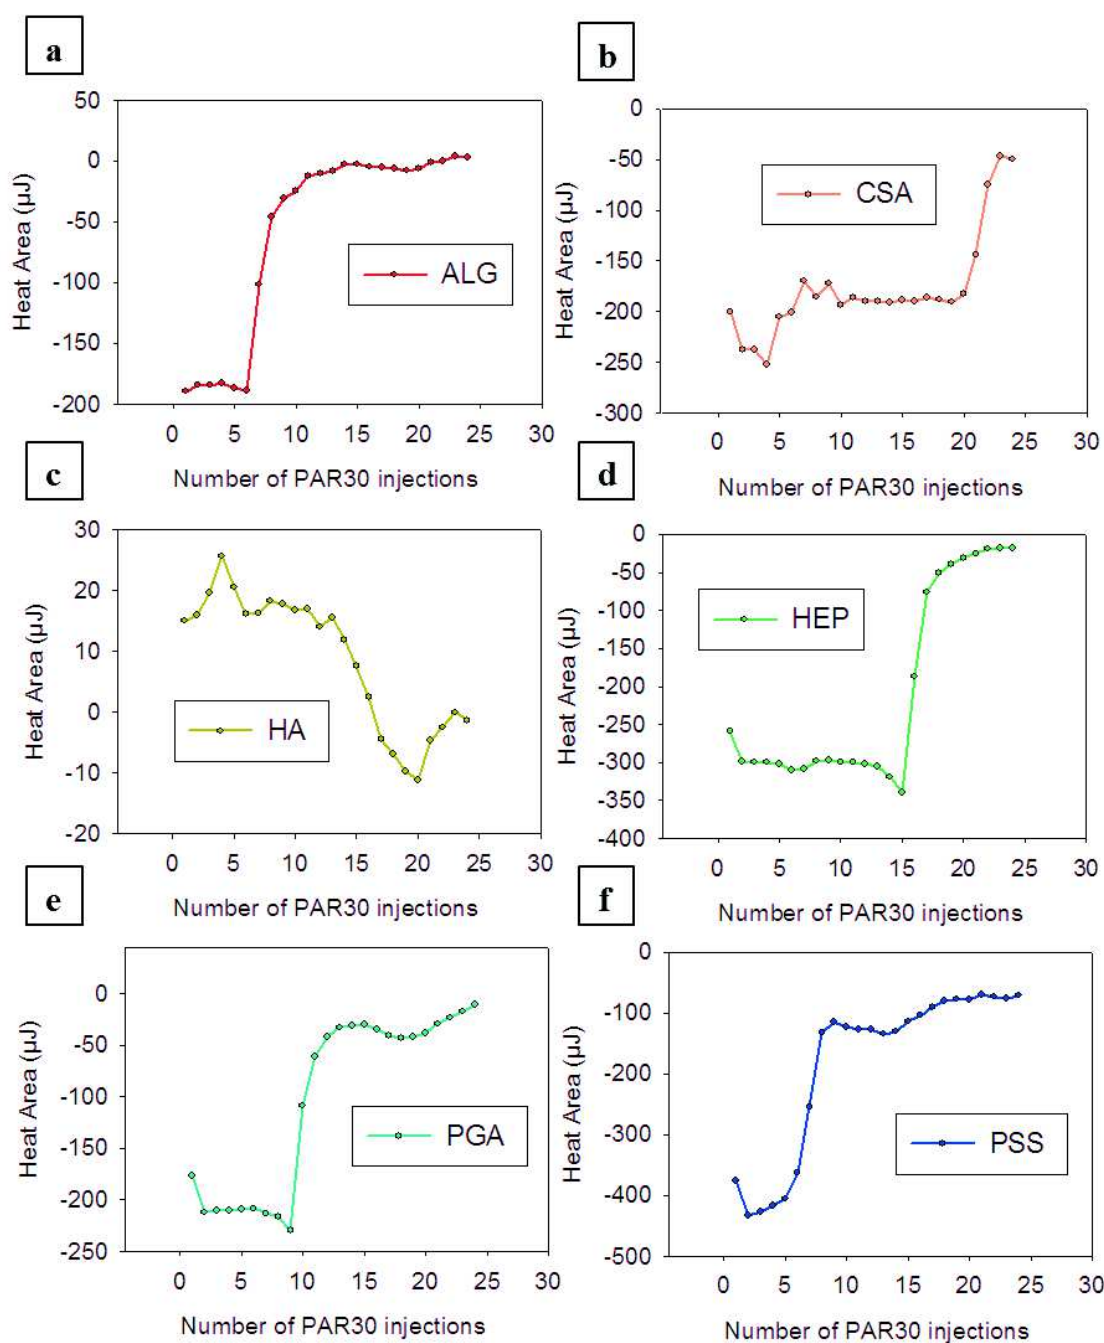 a
50
0
-50
-100
-150
-200
Heat Area (µJ)
ALG
0 5 10 15 20 25 30
Number of PAR30 injections
b
0
-50
-100
-150
-200
-250
-300
Heat Area (µJ)
CSA
0 5 10 15 20 25 30
Number of PAR30 injections
c
30
20
10
0
-10
-20
Heat Area (µJ)
HA
0 5 10 15 20 25 30
Number of PAR30 injections
d
0
-50
-100
-150
-200
-250
-300
-350
-400
Heat Area (µJ)
HEP
0 5 10 15 20 25 30
Number of PAR30 injections
e
0
-50
-100
-150
-200
-250
Heat Area (µJ)
PGA
0 5 10 15 20 25 30
Number of PAR30 injections
f
0
-100
-200
-300
-400
-500
Heat Area (µJ)
PSS
0 5 10 15 20 25 30
Number of PAR30 injections